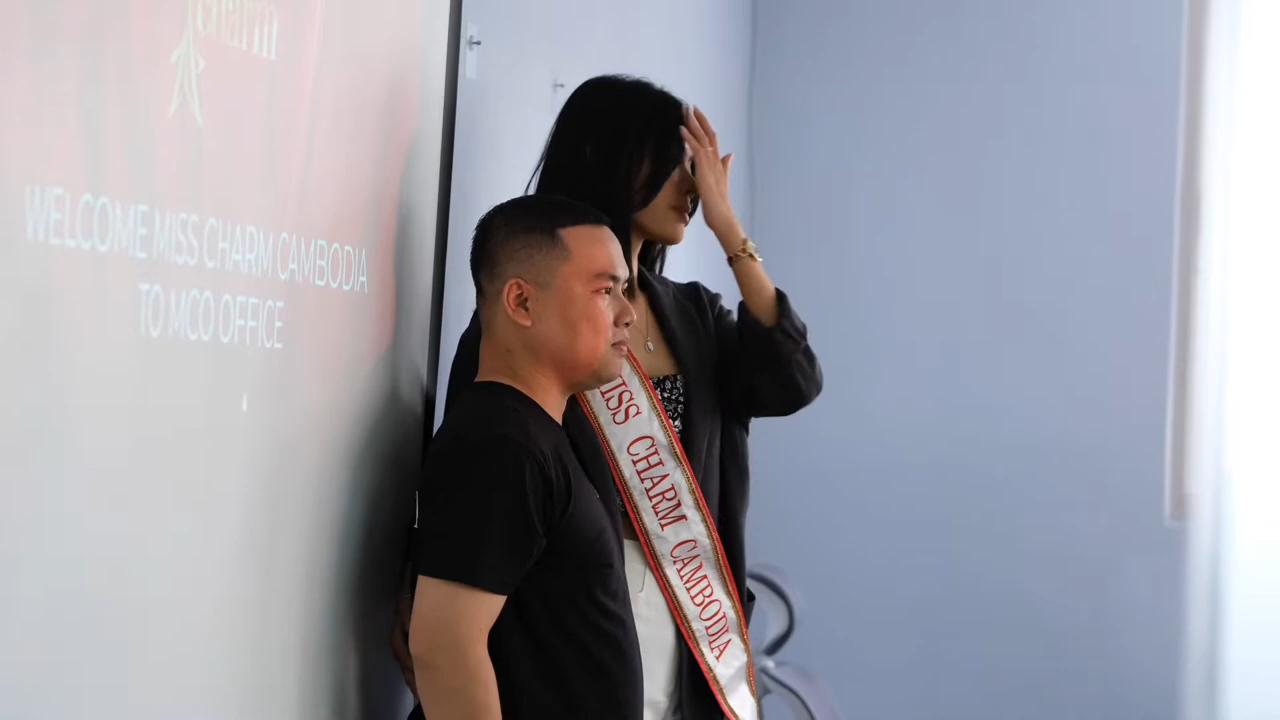 charm
WELCOME MISS CHARM CAMBODIA
TO MCO OFFICE
ISS CHARM CAMBODIA